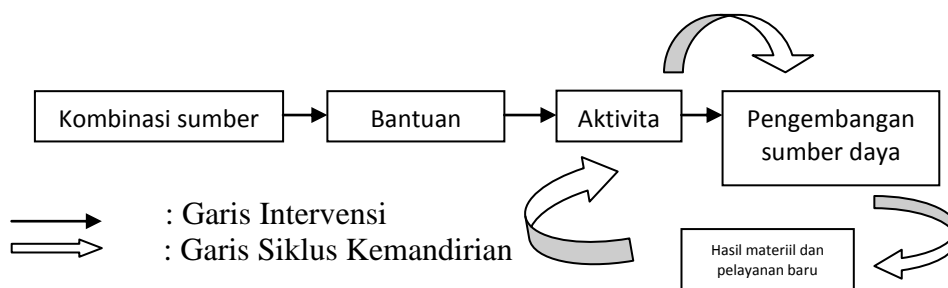 Kombinasi sumber
Bantuan
Aktivita
Pengembangan
sumber daya
: Garis Intervensi
: Garis Siklus Kemandirian
Hasil materiil dan
pelayanan baru